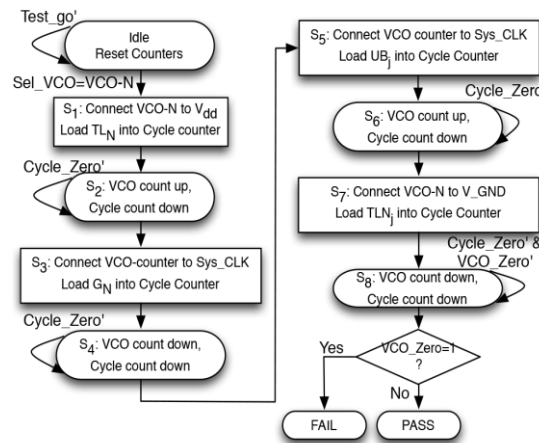 Test_go'
Idle
Reset Counters
Sel_VCO=VCO-N
S1: Connect VCO-N to Vdd
Load TLN into Cycle counter
Cycle_Zero'
S2: VCO count up,
Cycle count down
S3: Connect VCO-counter to Sys_CLK
Load GN into Cycle Counter
Cycle_Zero'
S4: VCO count down,
Cycle count down
S5: Connect VCO counter to Sys_CLK
Load UBj into Cycle Counter
Cycle_Zero'
S6: VCO count up,
Cycle count down
S7: Connect VCO-N to V_GND
Load TLNj into Cycle Counter
Cycle_Zero' &
VCO_Zero'
S8: VCO count down,
Cycle count down
VCO_Zero=1
?
Yes
No
FAIL
PASS